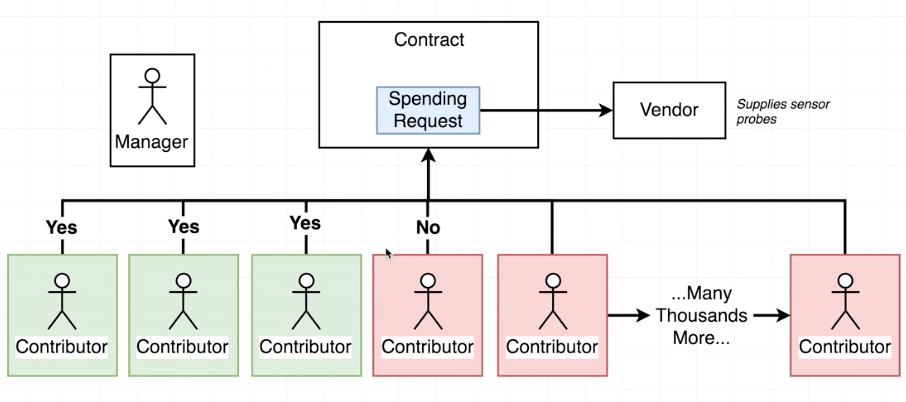 Contract
Spending
Request
Vendor
Supplies sensor
probes
Manager
Yes
Yes
Yes
No
Contributor
Contributor
Contributor
Contributor
Contributor
...Many
Thousands
More...
Contributor